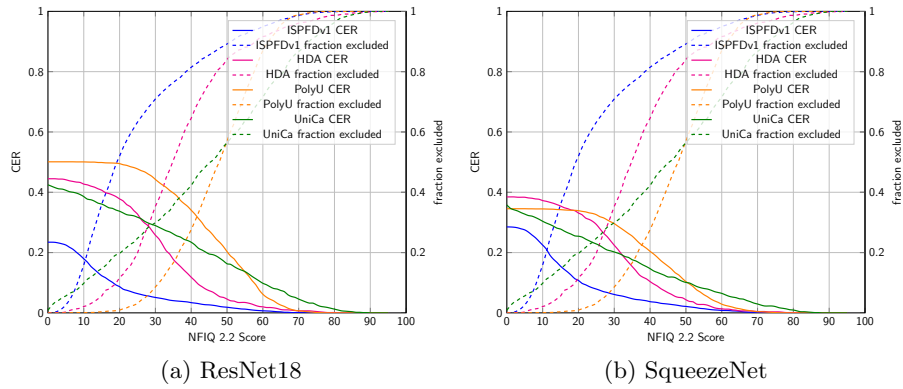 ISPFDv1 CER
ISPFDv1 fraction excluded
HDA CER
HDA fraction excluded
PolyU CER
PolyU fraction excluded
UniCa CER
UniCa fraction excluded
CER
fraction excluded
1
0.8
0.6
0.4
0.2
0
1
0.8
0.6
0.4
0.2
0 10 20 30 40 50 60 70 80 90 100
NFIQ 2.2 Score
(a) ResNet18
ISPFDv1 CER
ISPFDv1 fraction excluded
HDA CER
HDA fraction excluded
PolyU CER
PolyU fraction excluded
UniCa CER
UniCa fraction excluded
CER
fraction excluded
1
0.8
0.6
0.4
0.2
0
1
0.8
0.6
0.4
0.2
0 10 20 30 40 50 60 70 80 90 100
NFIQ 2.2 Score
(b) SqueezeNet